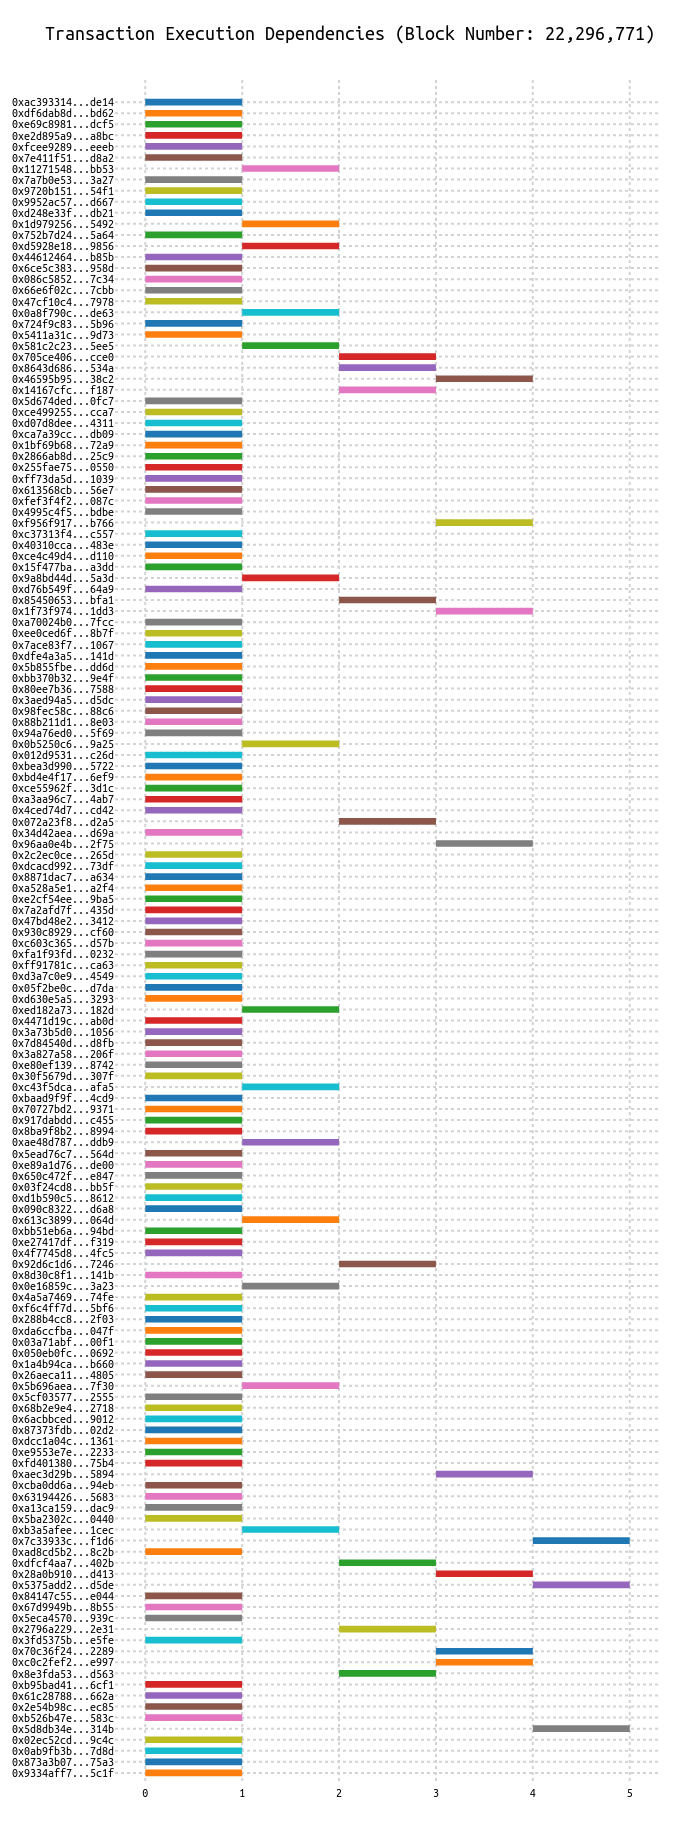 Transaction Execution Dependencies (Block Number: 22,296,771)
0xac393314...de14
0xdf6dab8d...bd62
0xe69c8981...dcf5
0xe2d895a9...a8bc
0xfcee9289...eeeb
0x7e411f51...d8a2
0x11271548...bb53
0x7a7b0e53...3a27
0x9720b151...54f1
0x9952ac57...d667
0xd248e33f...db21
0x1d979256...5492
0x752b7d24...5a64
0xd5928e18...9856
0x44612464...b85b
0x6ce5c383...958d
0x086c5852...7c34
0x66e6f02c...7cbb
0x47cf10c4...7978
0x0a8f790c...de63
0x724f9c83...5b96
0x5411a31c...9d73
0x581c2c23...5ee5
0x705ce406...cce0
0x8643d686...534a
0x46595b95...38c2
0x14167cfc...f187
0x5d674ded...0fc7
0xce499255...cca7
0xd07d8dee...4311
0xca7a39cc...db09
0x1bf69b68...72a9
0x2866ab8d...25c9
0x255fae75...0550
0xff73da5d...1039
0x613568cb...56e7
0xfef3f4f2...087c
0x4995c4f5...bdbe
0xf956f917...b766
0xc37313f4...c557
0x40310cca...483e
0xce4c49d4...d110
0x15f477ba...a3dd
0x9a8bd44d...5a3d
0xd76b549f...64a9
0x85450653...bfa1
0x1f73f974...1dd3
0xa70024b0...7fcc
0xee0ced6f...8b7f
0x7ace83f7...1067
0xdfe4a3a5...141d
0x5b855fbe...dd6d
0xbb370b32...9e4f
0x80ee7b36...7588
0x3aed94a5...d5dc
0x98fec58c...88c6
0x88b211d1...8e03
0x94a76ed0...5f69
0x0b5250c6...9a25
0x012d9531...c26d
0xbea3d990...5722
0xbd4e4f17...6ef9
0xce55962f...3d1c
0xa3aa96c7...4ab7
0x4ced74d7...cd42
0x072a23f8...d2a5
0x34d42aea...d69a
0x96aa0e4b...2f75
0x2c2ec0ce...265d
0xdcacd992...73df
0x8871dac7...a634
0xa528a5e1...a2f4
0xe2cf54ee...9ba5
0x7a2afd7f...435d
0x47bd48e2...3412
0x930c8929...cf60
0xc603c365...d57b
0xfa1f93fd...0232
0xff91781c...ca63
0xd3a7c0e9...4549
0x05f2be0c...d7da
0xd630e5a5...3293
0xed182a73...182d
0x4471d19c...ab0d
0x3a73b5d0...1056
0x7d84540d...d8fb
0x3a827a58...206f
0xe80ef139...8742
0x30f5679d...307f
0xc43f5dca...afa5
0xbaad9f9f...4cd9
0x70727bd2...9371
0x917dabdd...c455
0x8ba9f8b2...8994
0xae48d787...ddb9
0x5ead76c7...564d
0xe89a1d76...de00
0x650c472f...e847
0x03f24cd8...bb5f
0xd1b590c5...8612
0x090c8322...d6a8
0x613c3899...064d
0xbb51eb6a...94bd
0xe27417df...f319
0x4f7745d8...4fc5
0x92d6c1d6...7246
0x8d30c8f1...141b
0x0e16859c...3a23
0x4a5a7469...74fe
0xf6c4ff7d...5bf6
0x288b4cc8...2f03
0xda6ccfba...047f
0x03a71abf...00f1
0x050eb0fc...0692
0x1a4b94ca...b660
0x26aeca11...4805
0x5b696aea...7f30
0x5cf03577...2555
0x68b2e9e4...2718
0x6acbbced...9012
0x87373fdb...02d2
0xdcc1a04c...1361
0xe9553e7e...2233
0xfd401380...75b4
0xaec3d29b...5894
0xcba0dd6a...94eb
0x63194426...5683
0xa13ca159...dac9
0x5ba2302c...0440
0xb3a5afee...1cec
0x7c33933c...f1d6
0xad8cd5b2...8c2b
0xdfcf4aa7...402b
0x28a0b910...d413
0x5375add2...d5de
0x84147c55...e044
0x67d9949b...8b55
0x5eca4570...939c
0x2796a229...2e31
0x3fd5375b...e5fe
0x70c36f24...2289
0xc0c2fef2...e997
0x8e3fda53...d563
0xb95bad41...6cf1
0x61c28788...662a
0x2e54b98c...ec85
0xb526b47e...583c
0x5d8db34e...314b
0x02ec52cd...9c4c
0x0ab9fb3b...7d8d
0x873a3b07...75a3
0x9334aff7...5c1f
0 1 2 3 4 5